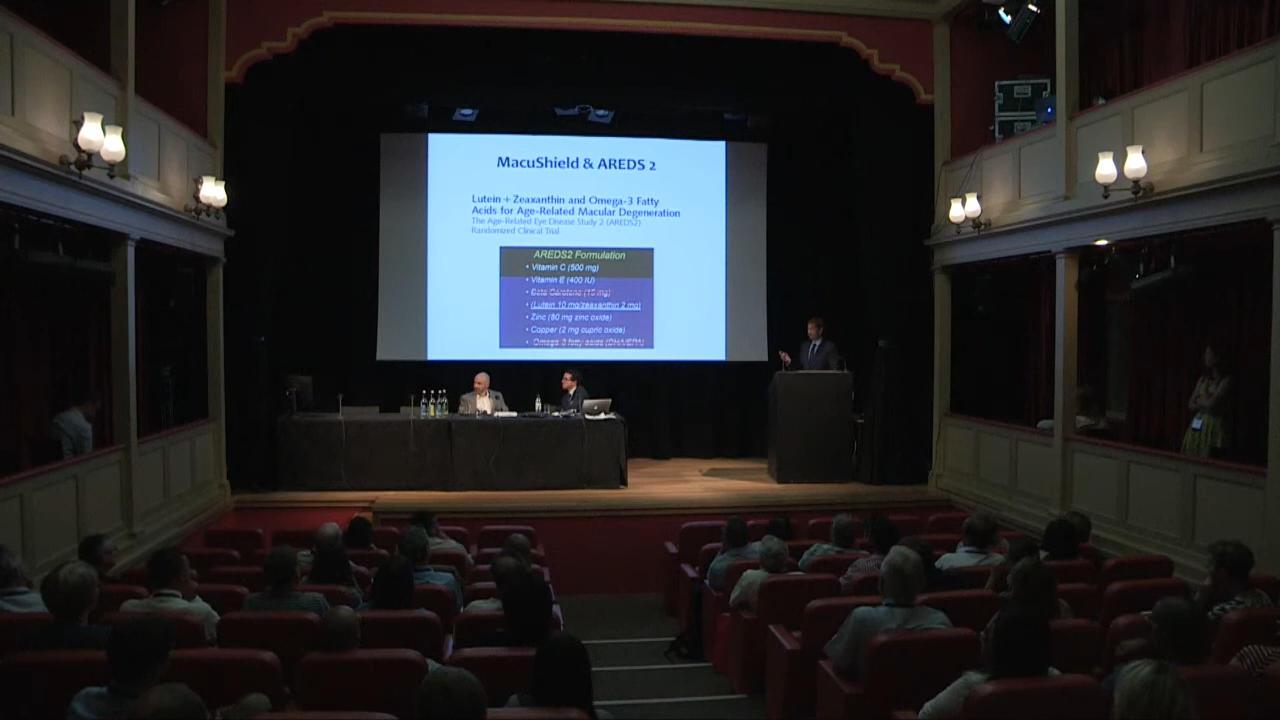 MacuShield & AREDS 2
Lutein + Zeaxanthin and Omega-3 Fatty
Acids for Age-Related Macular Degeneration
The Age-Related Eye Disease Study 2 (AREDS2)
Randomized Clinical Trial
AREDS2 Formulation
• Vitamin C (500 mg)
• Vitamin E (400 IU)
• Beta Carotene (15 mg)
• (Lutein 10 mg/zeaxanthin 2 mg)
• Zinc (80 mg zinc oxide)
• Copper (2 mg cupric oxide)
• Omega-3 fatty acids (DHA/EPA)